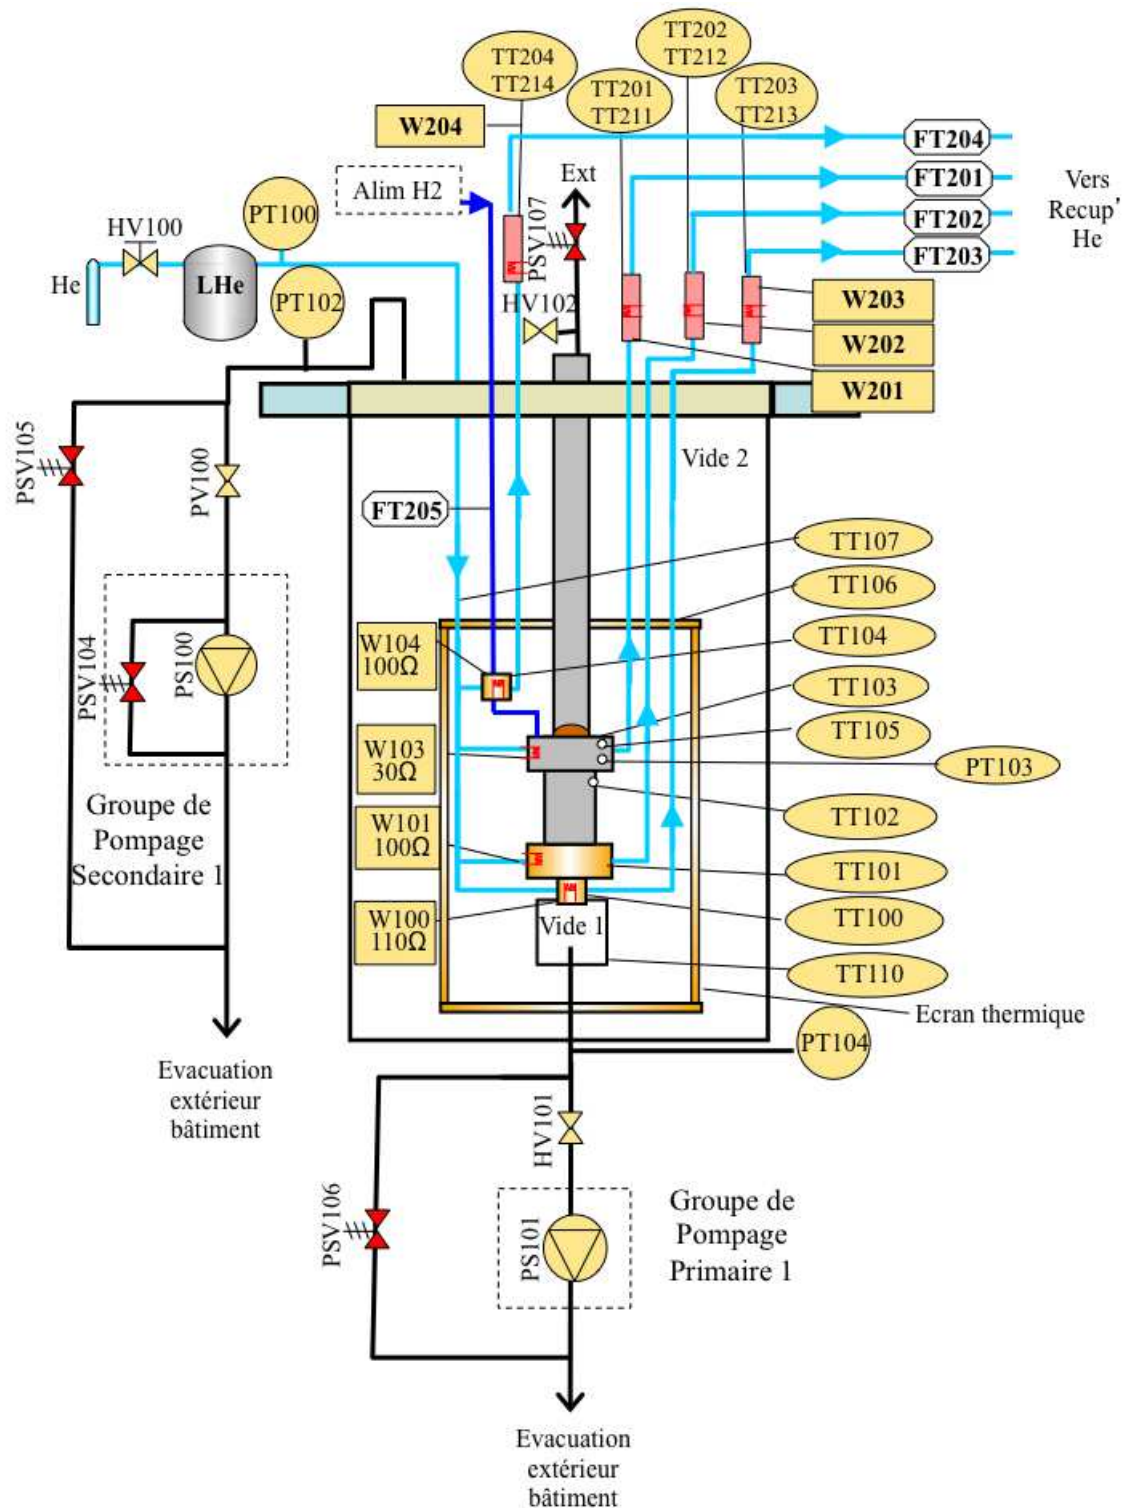 TT202
TT212
TT204
TT214
TT201
TT211
TT203
TT213
W204
FT204
Ext
Alim H2
FT201
Vers
Recup'
He
PT100
PSV107
FT202
HV100
FT203
He
LHe
PT102
HV102
W203
W202
W201
PSV105
PV100
Vide 2
FT205
TT107
TT106
W104
100Ω
TT104
PSV104
PS100
TT103
TT105
W103
30Ω
PT103
Groupe de
Pompage
Secondaire 1
W101
100Ω
TT102
TT101
W100
110Ω
Vide 1
TT100
TT110
Ecran thermique
PT104
Evacuation
extérieur
bâtiment
HV101
PSV106
PS101
Groupe de
Pompage
Primaire 1
Evacuation
extérieur
bâtiment